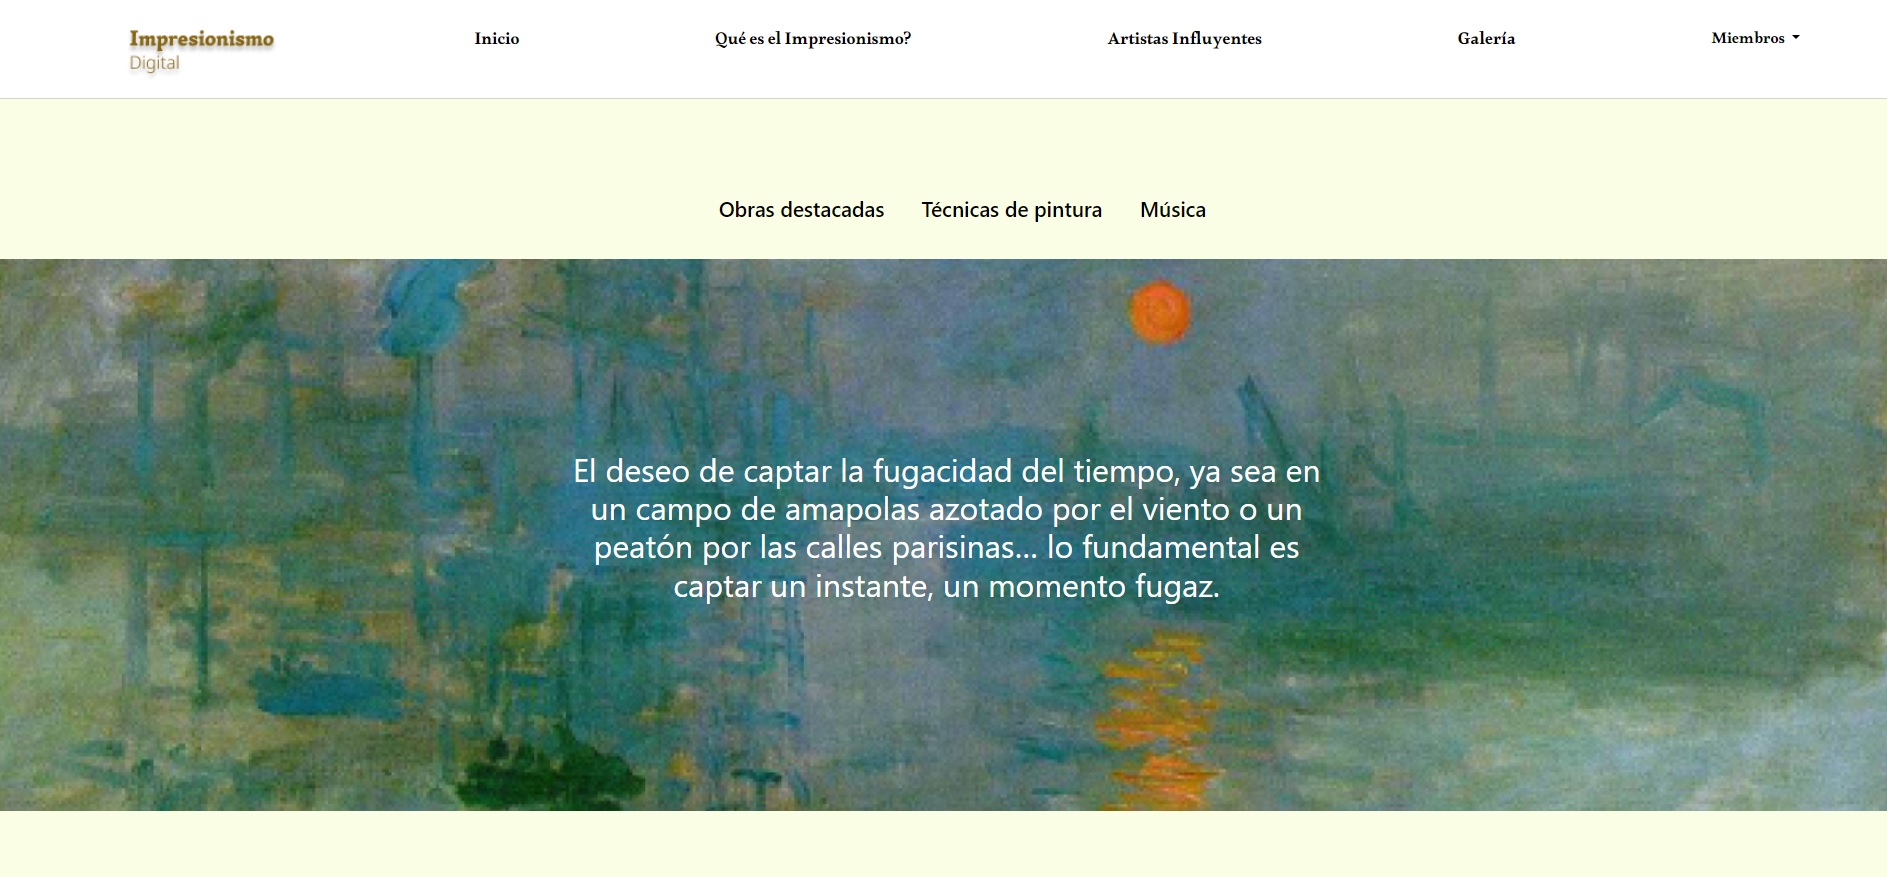 Impresionismo
Digital
Inicio
Qué es el Impresionismo?
Artistas Influyentes
Galería
Miembros
Obras destacadas
Técnicas de pintura
Música
El deseo de captar la fugacidad del tiempo, ya sea en
un campo de amapolas azotado por el viento o un
peatón por las calles parisinas... lo fundamental es
captar un instante, un momento fugaz.